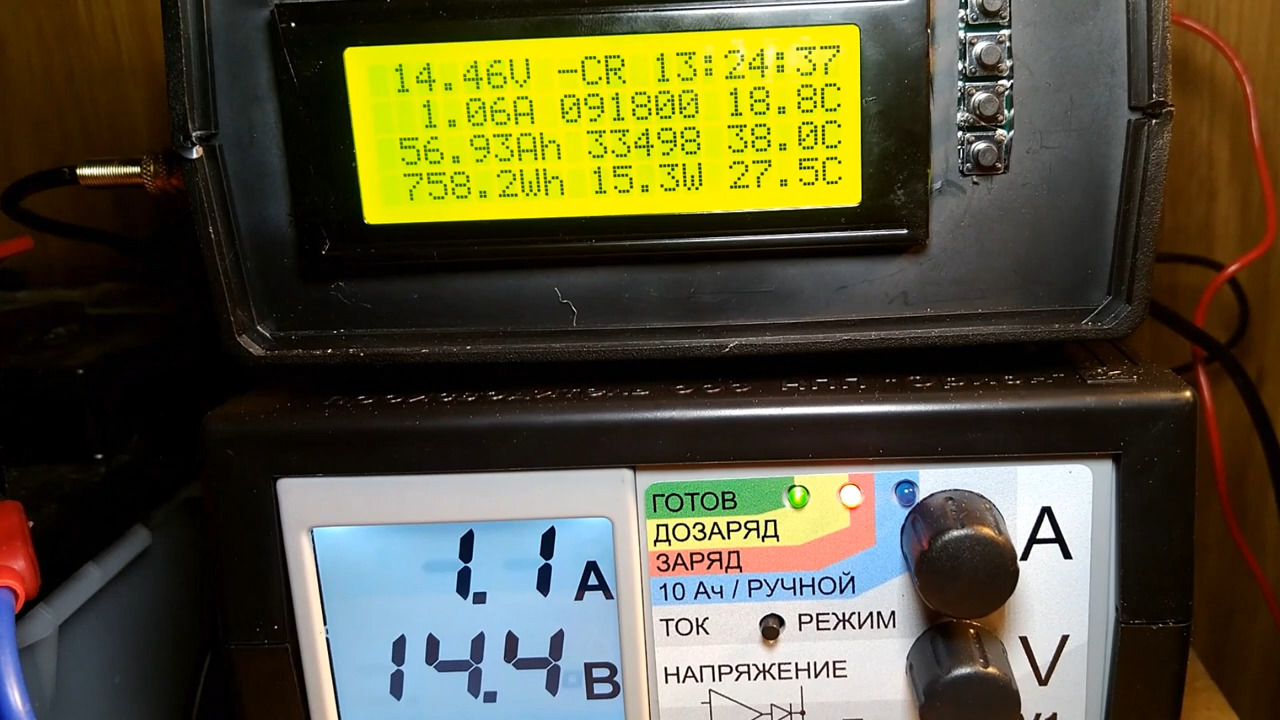 14.46V -CR 13:24:37
1.06A 091800 18.8C
56.93Ah 33498 38.0C
758.2Wh 15.3W 27.5C
1.1 A
14.4 В
ГОТОВ
ДОЗАРЯД
ЗАРЯД
10 Ач / РУЧНОЙ
ТОК РЕЖИМ
НАПРЯЖЕНИЕ
A
V